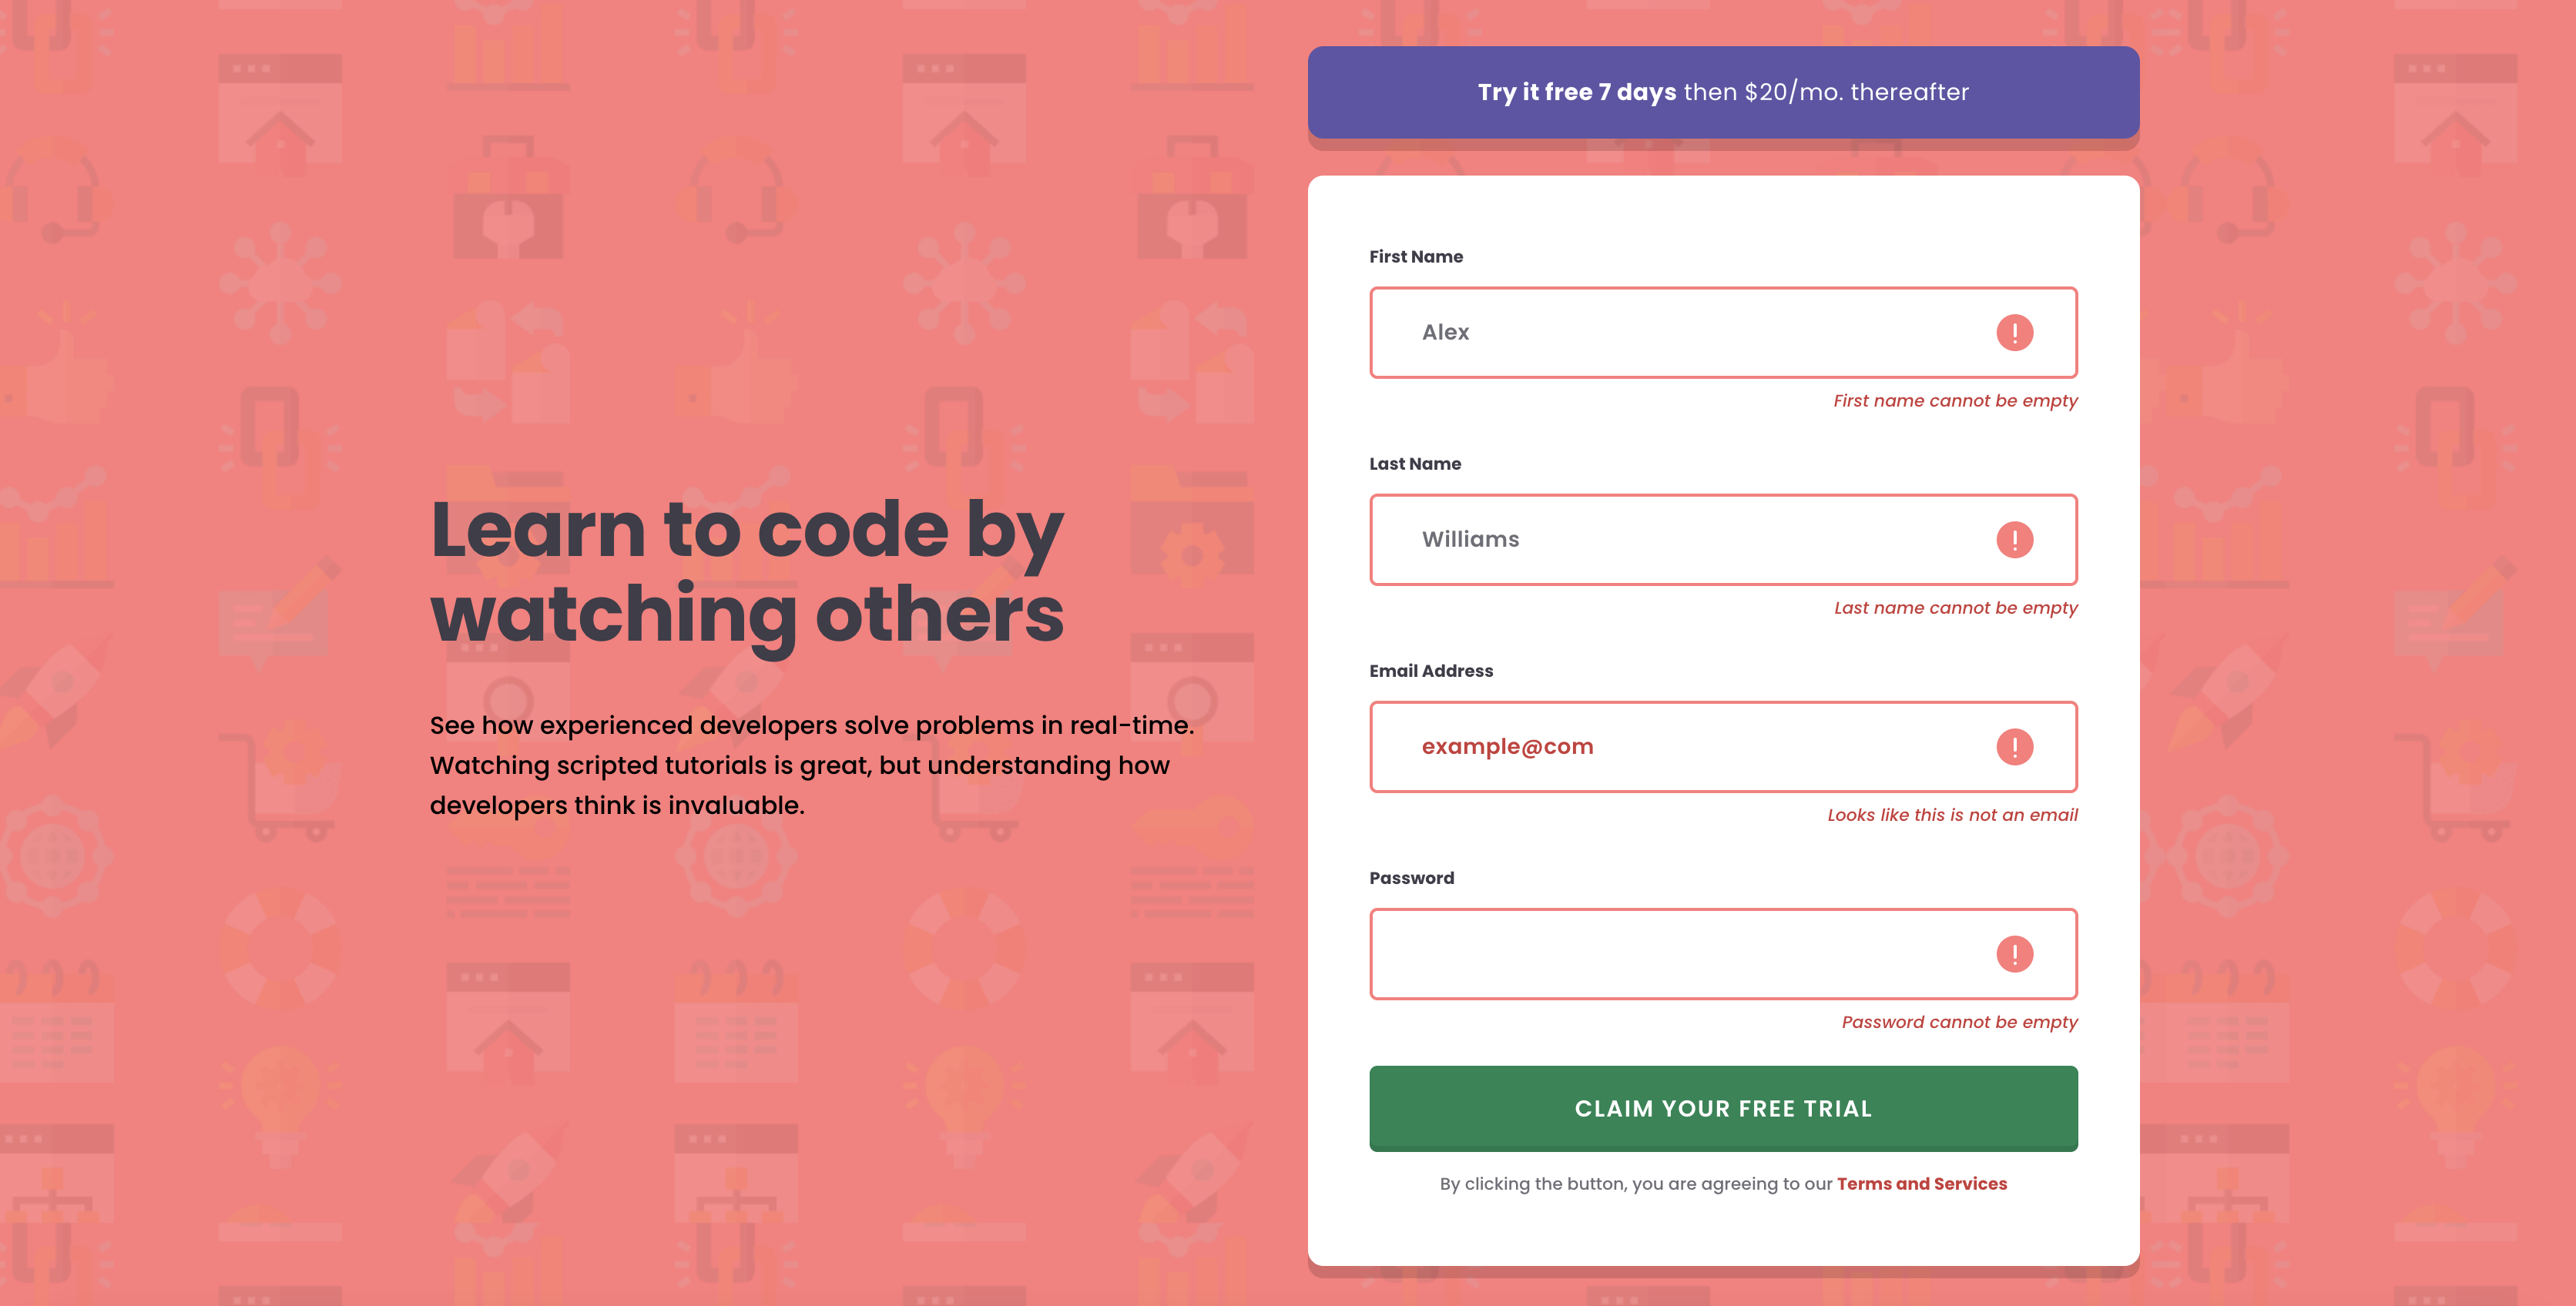 Try it free 7 days then $20/mo. thereafter
Learn to code by
watching others
See how experienced developers solve problems in real-time.
Watching scripted tutorials is great, but understanding how
developers think is invaluable.
First Name
Alex
First name cannot be empty
Last Name
Williams
Last name cannot be empty
Email Address
example@com
Looks like this is not an email
Password
Password cannot be empty
CLAIM YOUR FREE TRIAL
By clicking the button, you are agreeing to our Terms and Services